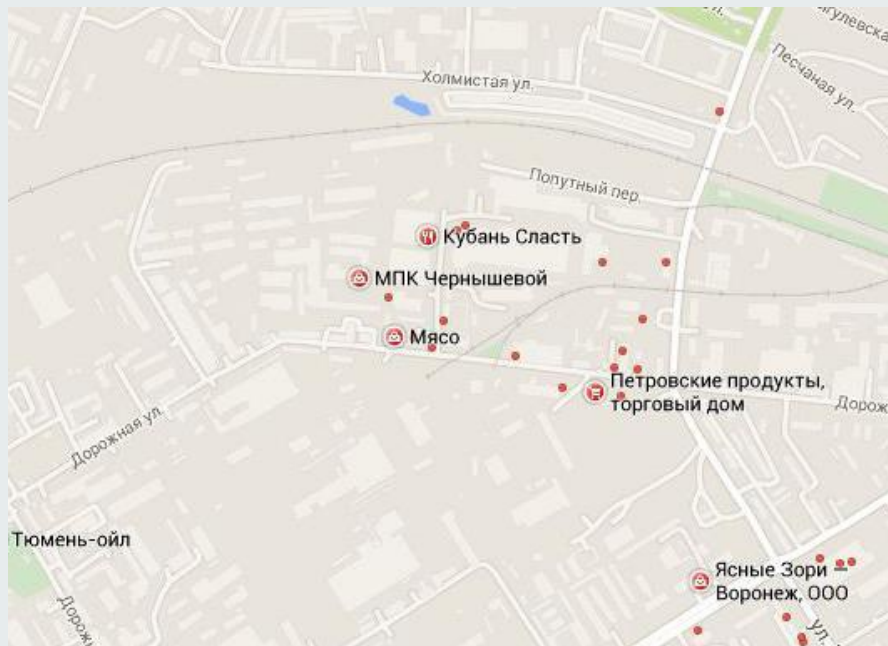 Холмистая ул.
Песчаная ул.
Попутный пер.
Кубань Сласть
МПК Чернышевой
Мясо
Петровские продукты,
торговый дом
Дорожная ул.
Тюмень-ойл
Ясные Зори –
Воронеж, ООО
ул.